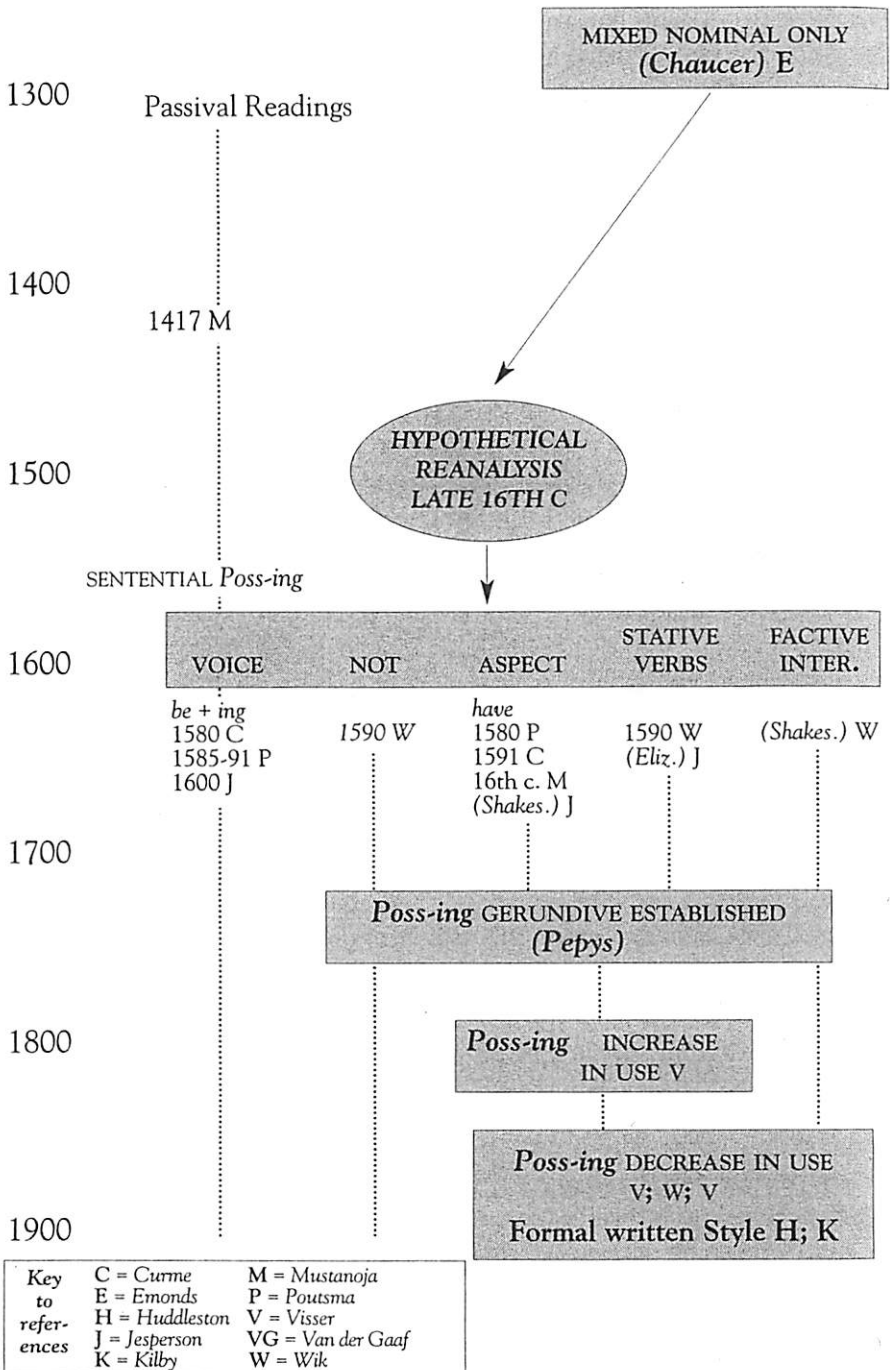 MIXED NOMINAL ONLY
(Chaucer) E
1300
Passival Readings
1400
1417 M
HYPOTHETICAL
REANALYSIS
LATE 16TH C
1500
SENTENTIAL Poss-ing
1600
VOICE
NOT
ASPECT
STATIVE
VERBS
FACTIVE
INTER.
be + ing
1580 C
1585-91 P
1600 J
1590 W
have
1580 P
1591 C
16th c. M
(Shakes.) J
1590 W
(Eliz.) J
(Shakes.) W
1700
Poss-ing GERUNDIVE ESTABLISHED
(Pepys)
1800
Poss-ing INCREASE
IN USE V
Poss-ing DECREASE IN USE
V; W; V
Formal written Style H; K
1900
Key
to
refer-
ences
C = Curme
E = Emonds
H = Huddleston
J = Jesperson
K = Kilby
M = Mustanoja
P = Poutsma
V = Visser
VG = Van der Gaaf
W = Wik